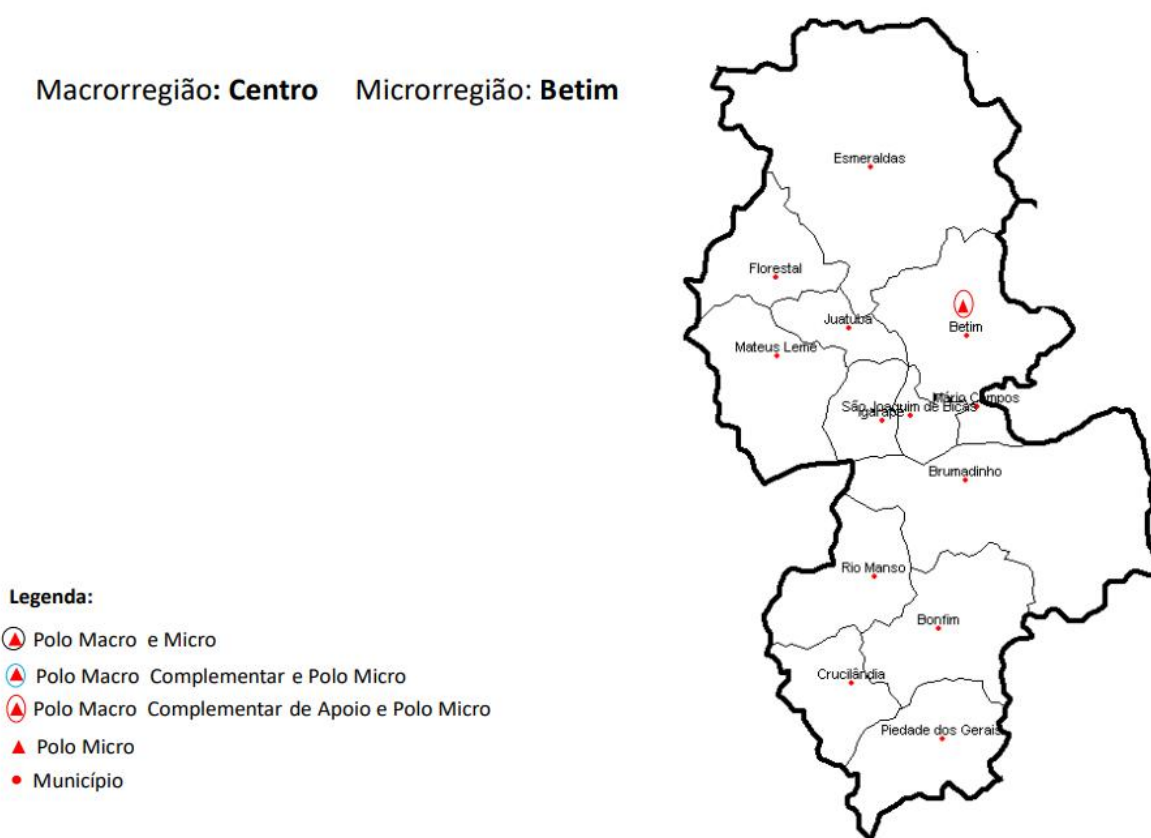 Macrorregião: Centro Microrregião: Betim
Esmeraldas
Florestal
Juatuba
Betim
Mateus Leme
Mário Campos
São Joaquim de Bicas
Igarapé
Brumadinho
Rio Manso
Bonfim
Crucilândia
Piedade dos Gerais
Legenda:
Polo Macro e Micro
Polo Macro Complementar e Polo Micro
Polo Macro Complementar de Apoio e Polo Micro
Polo Micro
Município